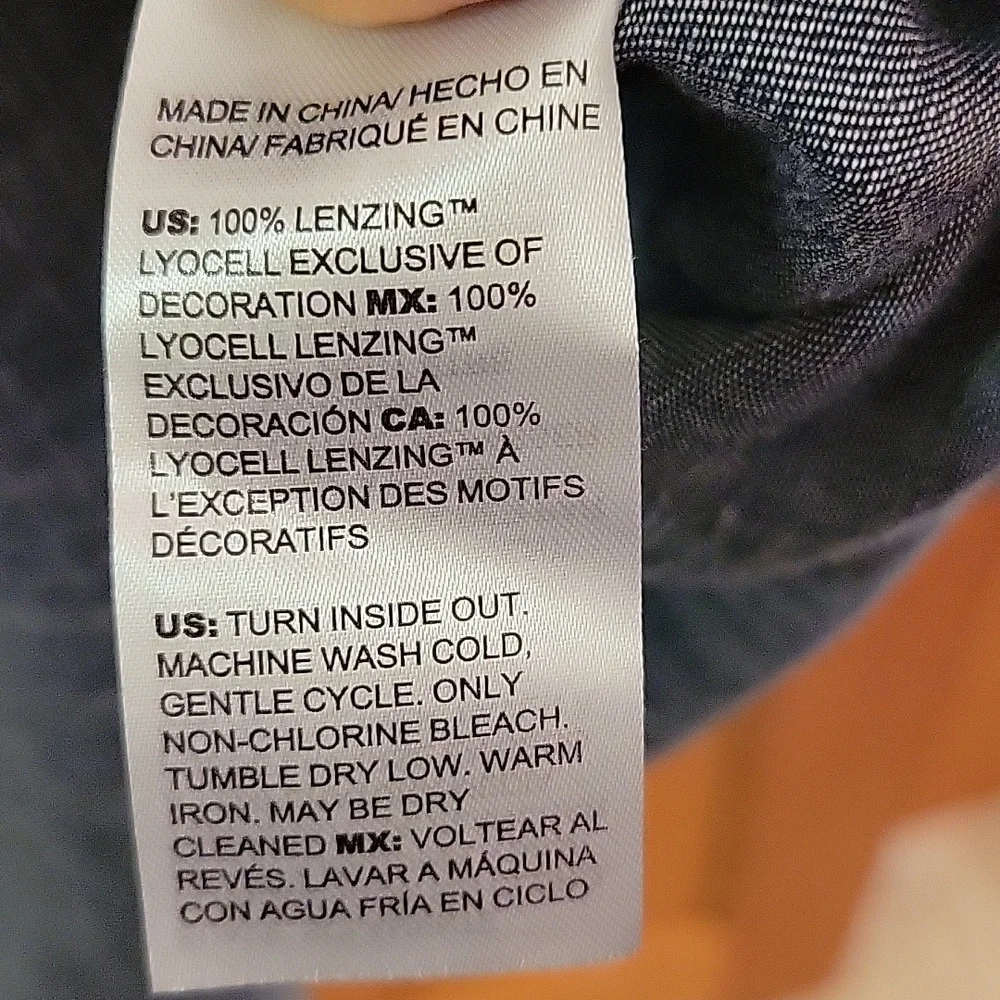 MADE IN CHINA/ HECHO EN
CHINA/ FABRIQUÉ EN CHINE
US: 100% LENZING™
LYOCELL EXCLUSIVE OF
DECORATION MX: 100%
LYOCELL LENZING™
EXCLUSIVO DE LA
DECORACIÓN CA: 100%
LYOCELL LENZING™ À
L'EXCEPTION DES MOTIFS
DÉCORATIFS
US: TURN INSIDE OUT.
MACHINE WASH COLD,
GENTLE CYCLE. ONLY
NON-CHLORINE BLEACH.
TUMBLE DRY LOW. WARM
IRON. MAY BE DRY
CLEANED MX: VOLTEAR AL
REVÉS. LAVAR A MÁQUINA
CON AGUA FRÍA EN CICLO